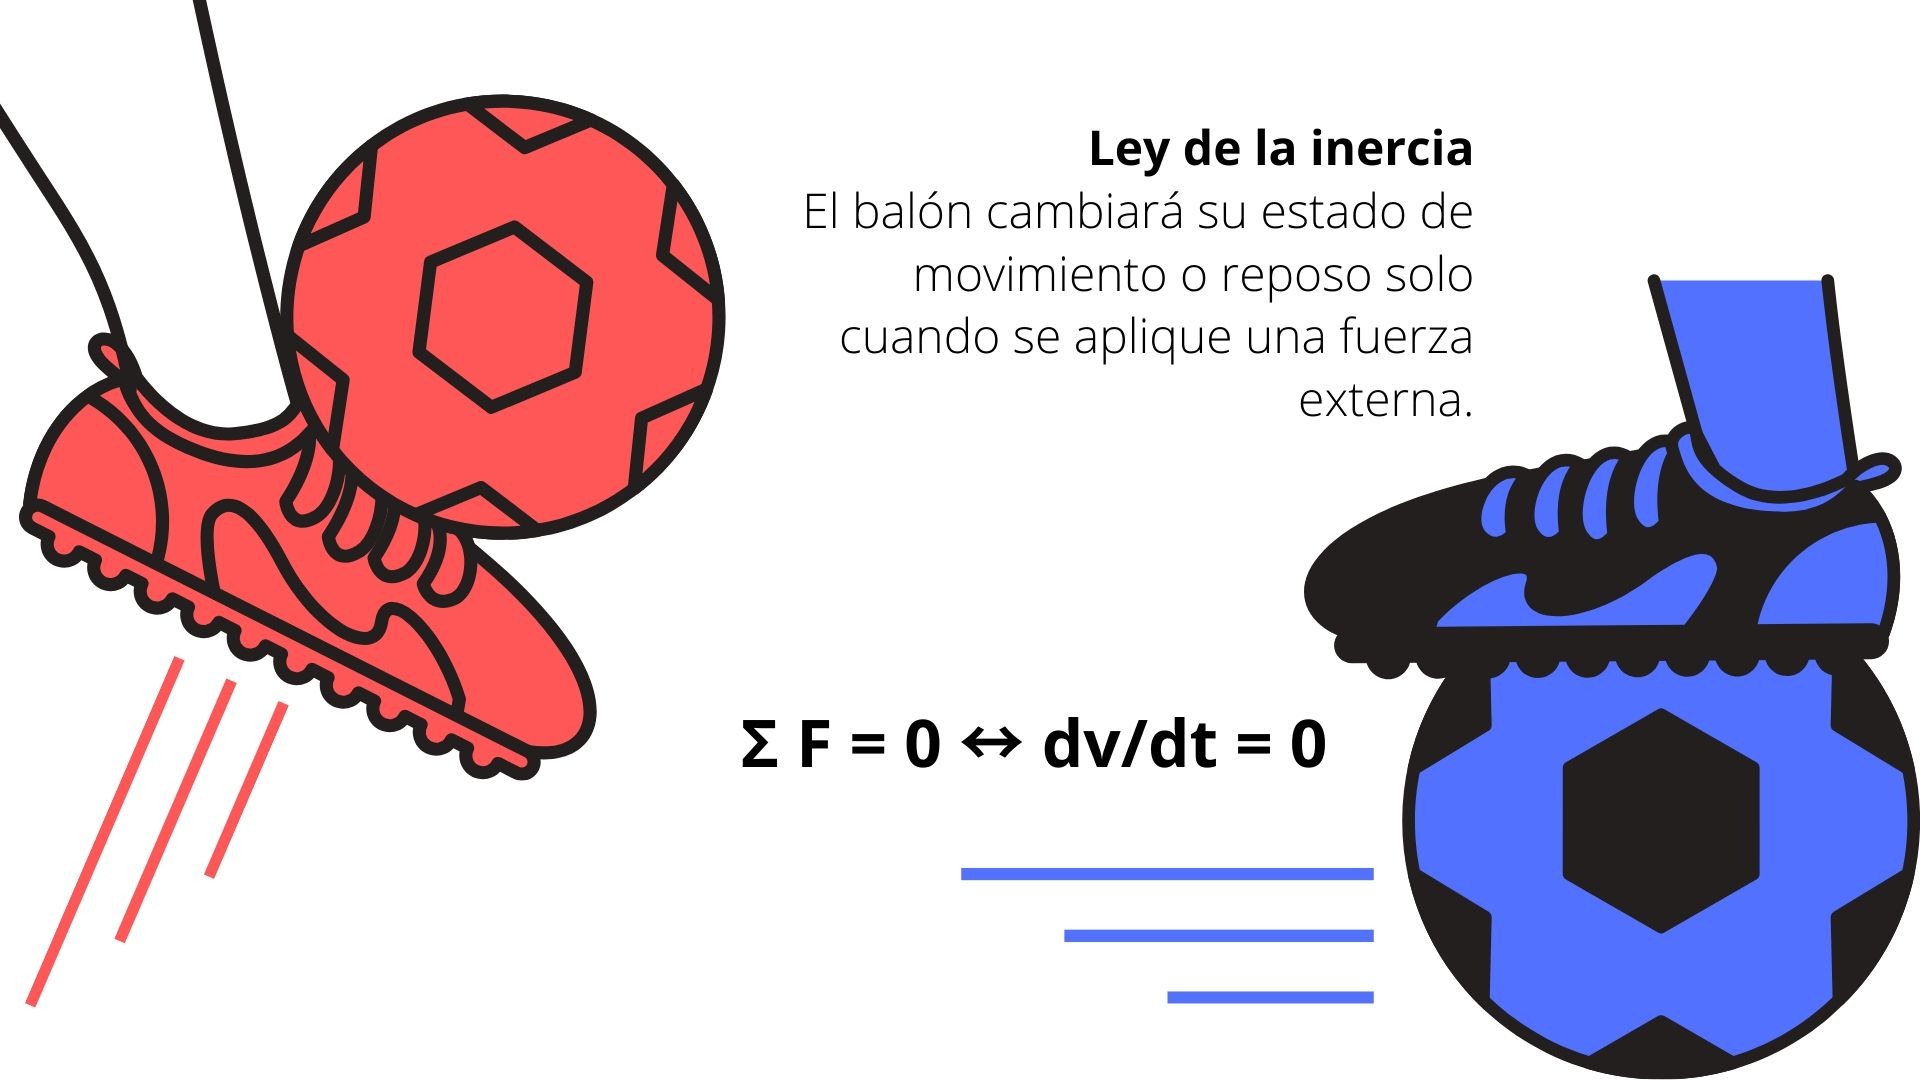 Ley de la inercia
El balón cambiará su estado de
movimiento o reposo solo
cuando se aplique una fuerza
externa.
Σ F = 0 ↔ dv/dt = 0